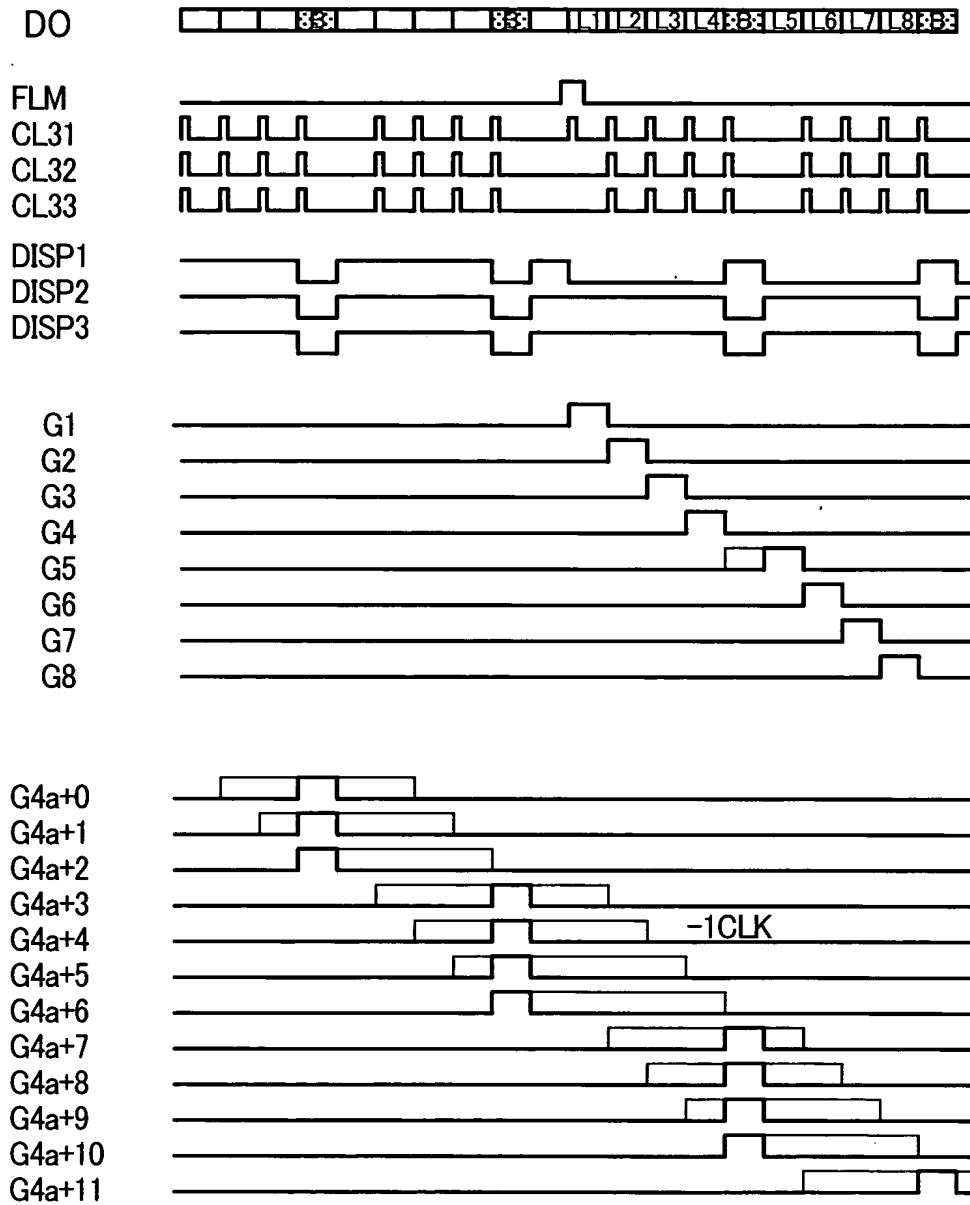 DO B B L1 L2 L3 L4 B L5 L6 L7 L8 B
FLM
CL31
CL32
CL33
DISP1
DISP2
DISP3
G1
G2
G3
G4
G5
G6
G7
G8
G4a+0
G4a+1
G4a+2
G4a+3
G4a+4 -1CLK
G4a+5
G4a+6
G4a+7
G4a+8
G4a+9
G4a+10
G4a+11